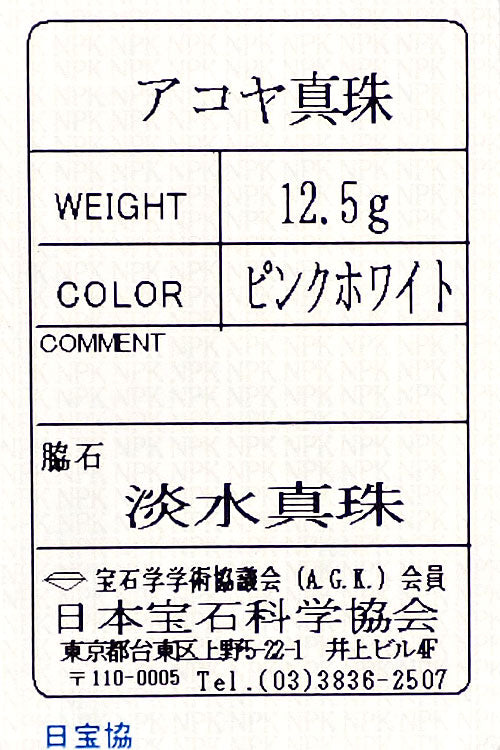 アコヤ真珠
WEIGHT 12.5g
COLOR ピンクホワイト
COMMENT
脇石
淡水真珠
宝石学学術協議会 (A.G.K.) 会員
日本宝石科学協会
東京都台東区上野5-22-1 井上ビル4F
〒110-0005 Tel.(03)3836-2507
日宝協